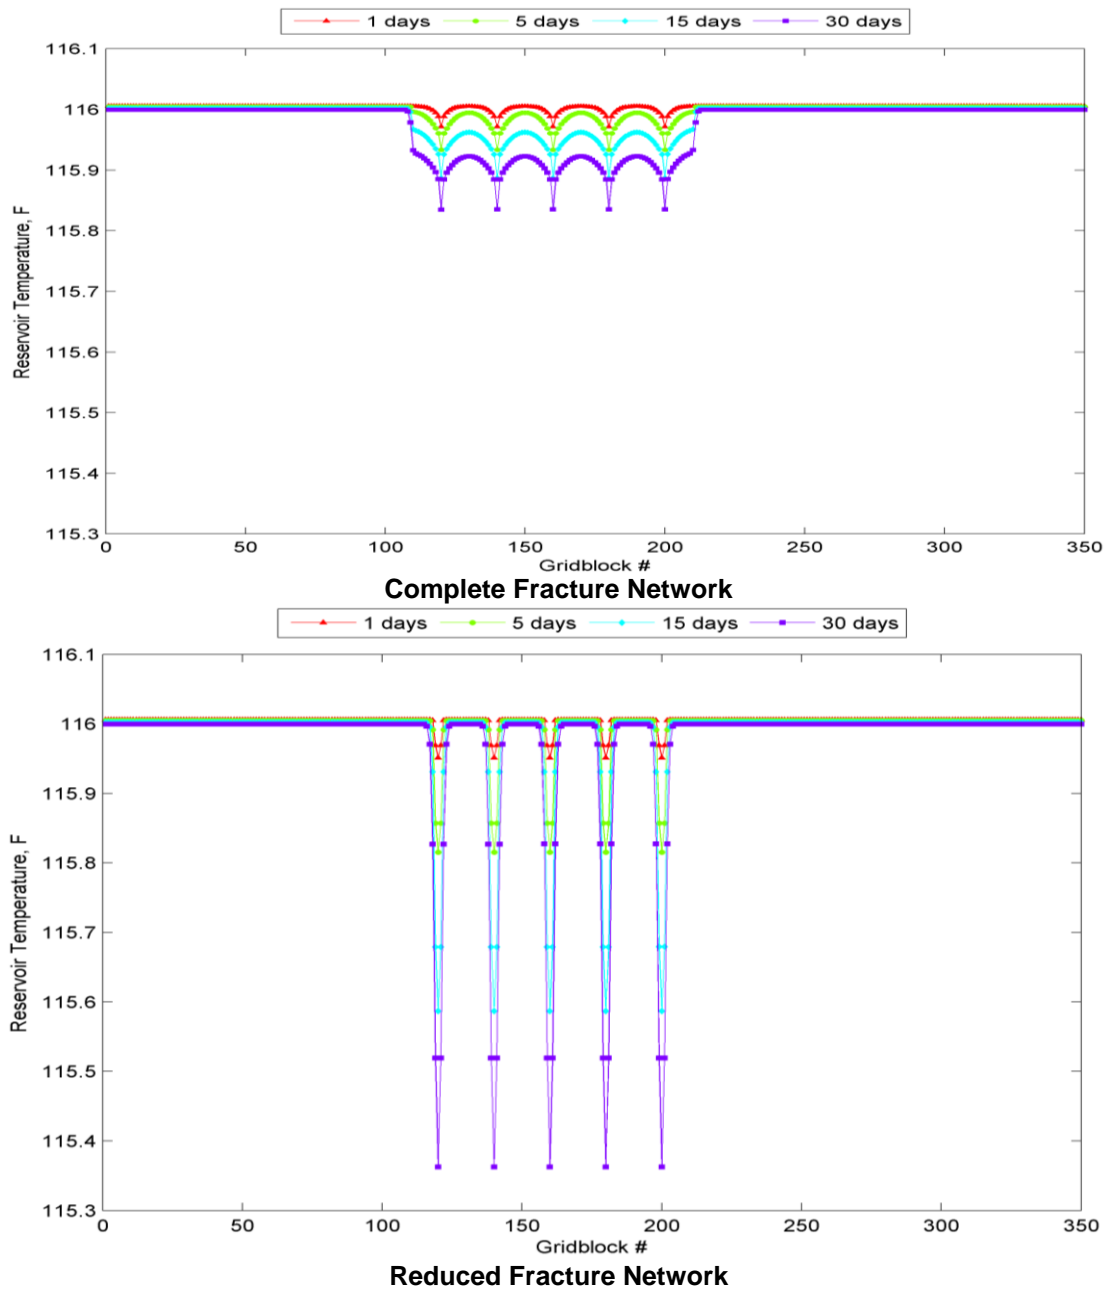 1 days 5 days 15 days 30 days
116.1
116
115.9
115.8
115.7
115.6
115.5
115.4
115.3
Reservoir Temperature, F
0 50 100 150 200 250 300 350
Gridblock #
Complete Fracture Network
1 days 5 days 15 days 30 days
116.1
116
115.9
115.8
115.7
115.6
115.5
115.4
115.3
Reservoir Temperature, F
0 50 100 150 200 250 300 350
Gridblock #
Reduced Fracture Network